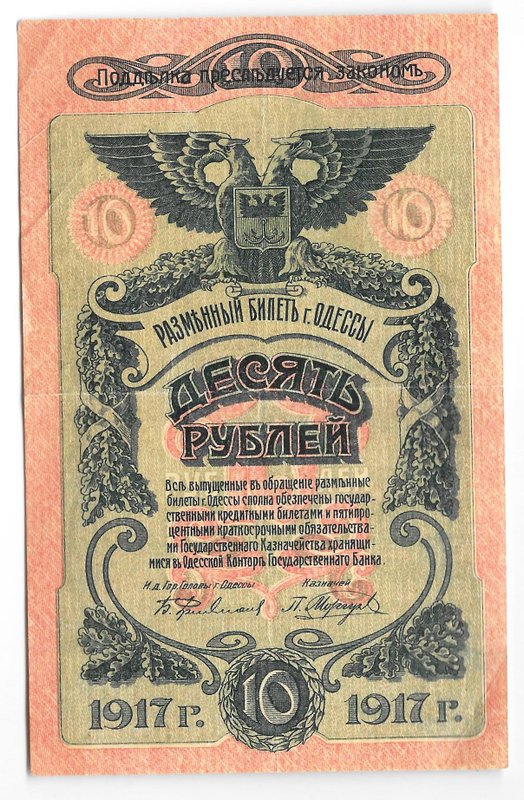 10
Поддѣлка преслѣдуется закономъ
10 10
РАЗМѢННЫЙ БИЛЕТЪ г. ОДЕССЫ
ДЕСЯТЬ
РУБЛЕЙ
Всѣ выпущенные въ обращеніе размѣнные
билеты г. Одессы сполна обезпечены государ-
ственными кредитными билетами и пятипро-
центными краткосрочными обязательства-
ми Государственнаго Казначейства хранящи-
мися въ Одесской Конторѣ Государственнаго Банка.
И.д. Гор. Головы г. Одессы Казначей
10
1917 г. 1917 г.